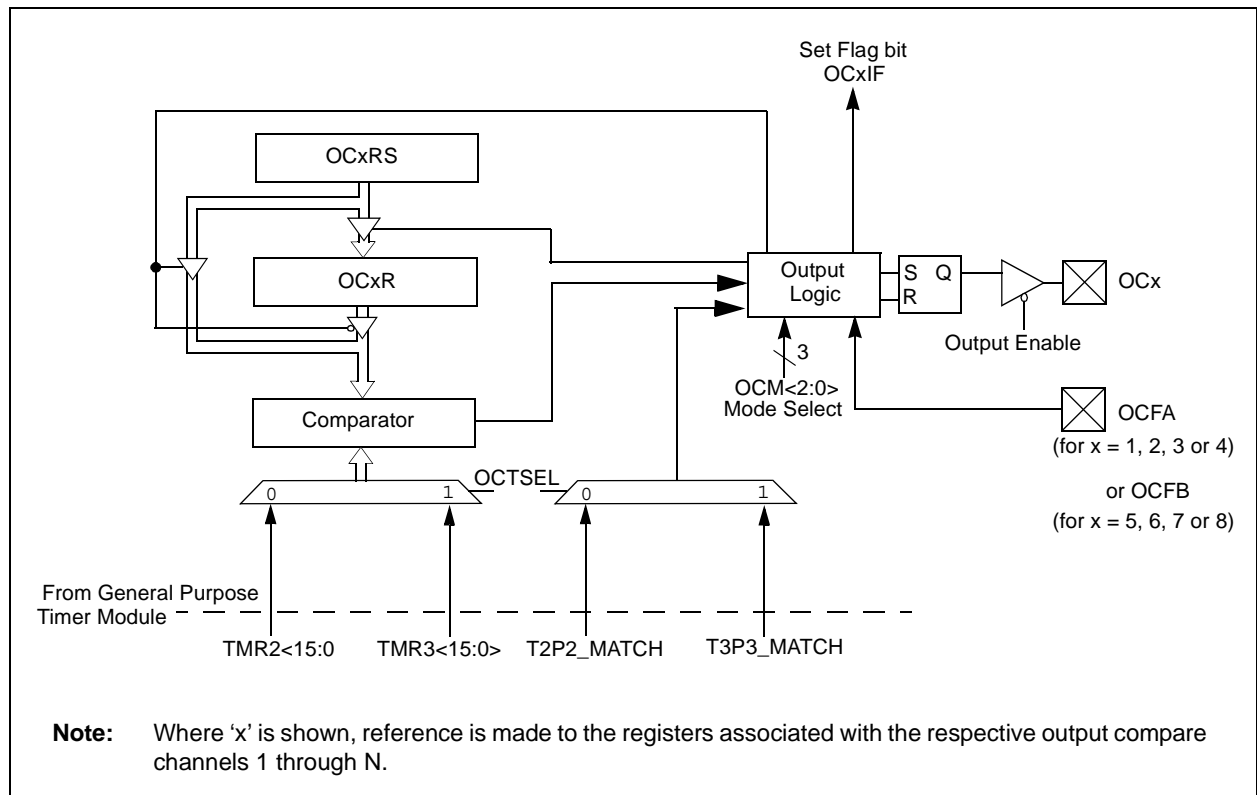 Set Flag bit
OCxIF
OCxRS
OCxR
Output
Logic
S Q
R
OCx
Output Enable
3
OCM<2:0>
Mode Select
Comparator
OCFA
(for x = 1, 2, 3 or 4)
or OCFB
(for x = 5, 6, 7 or 8)
OCTSEL
0 1
0 1
From General Purpose
Timer Module
TMR2<15:0
TMR3<15:0>
T2P2_MATCH
T3P3_MATCH
Note: Where ‘x’ is shown, reference is made to the registers associated with the respective output compare
channels 1 through N.